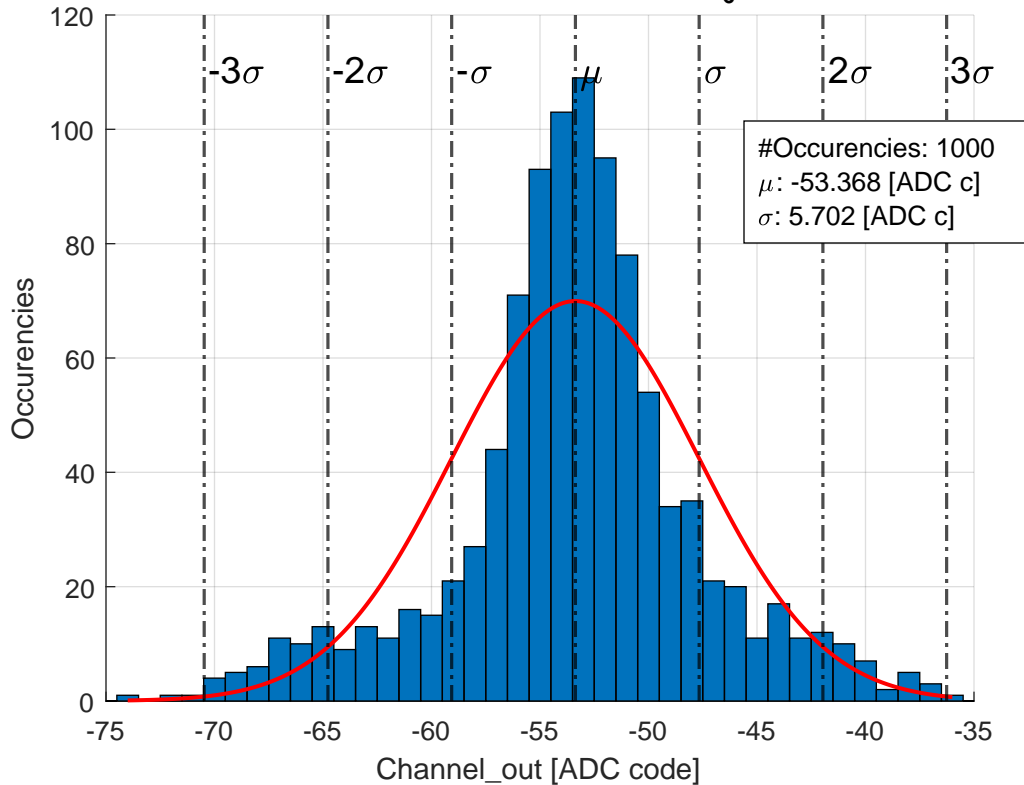 120
100
80
60
40
20
0
-3σ -2σ -σ μ σ 2σ 3σ
#Occurencies: 1000
μ: -53.368 [ADC c]
σ: 5.702 [ADC c]
Occurencies
-75 -70 -65 -60 -55 -50 -45 -40 -35
Channel_out [ADC code]